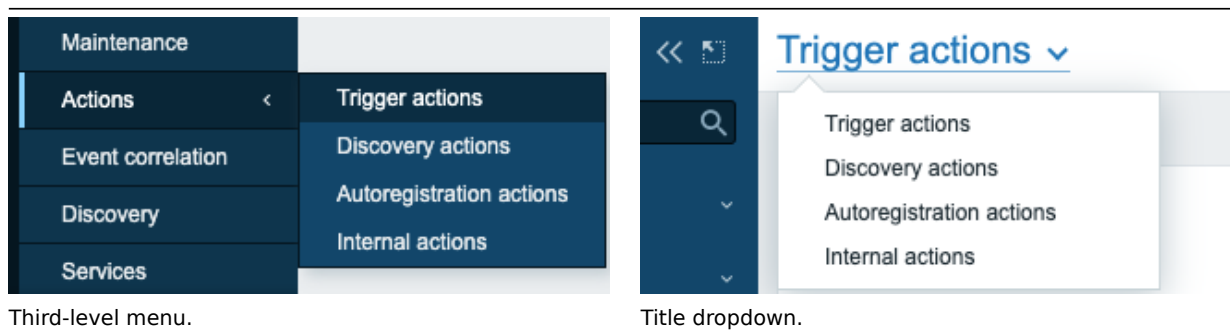 Maintenance
Actions
Event correlation
Discovery
Services
Trigger actions
Discovery actions
Autoregistration actions
Internal actions
Third-level menu.
Trigger actions
Trigger actions
Discovery actions
Autoregistration actions
Internal actions
Title dropdown.